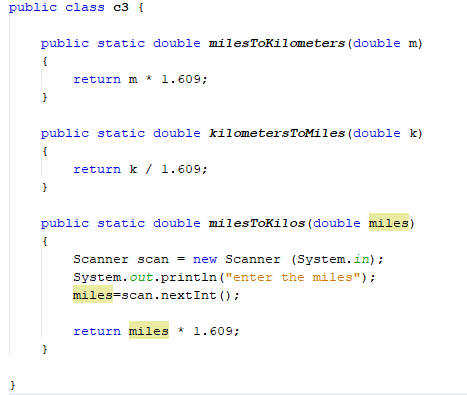 public class c3 {
public static double milesToKilometers(double m)
{
return m * 1.609;
}
public static double kilometersToMiles(double k)
{
return k / 1.609;
}
public static double milesToKilos(double miles)
{
Scanner scan = new Scanner (System.in);
System.out.println("enter the miles");
miles=scan.nextInt();
return miles * 1.609;
}
}